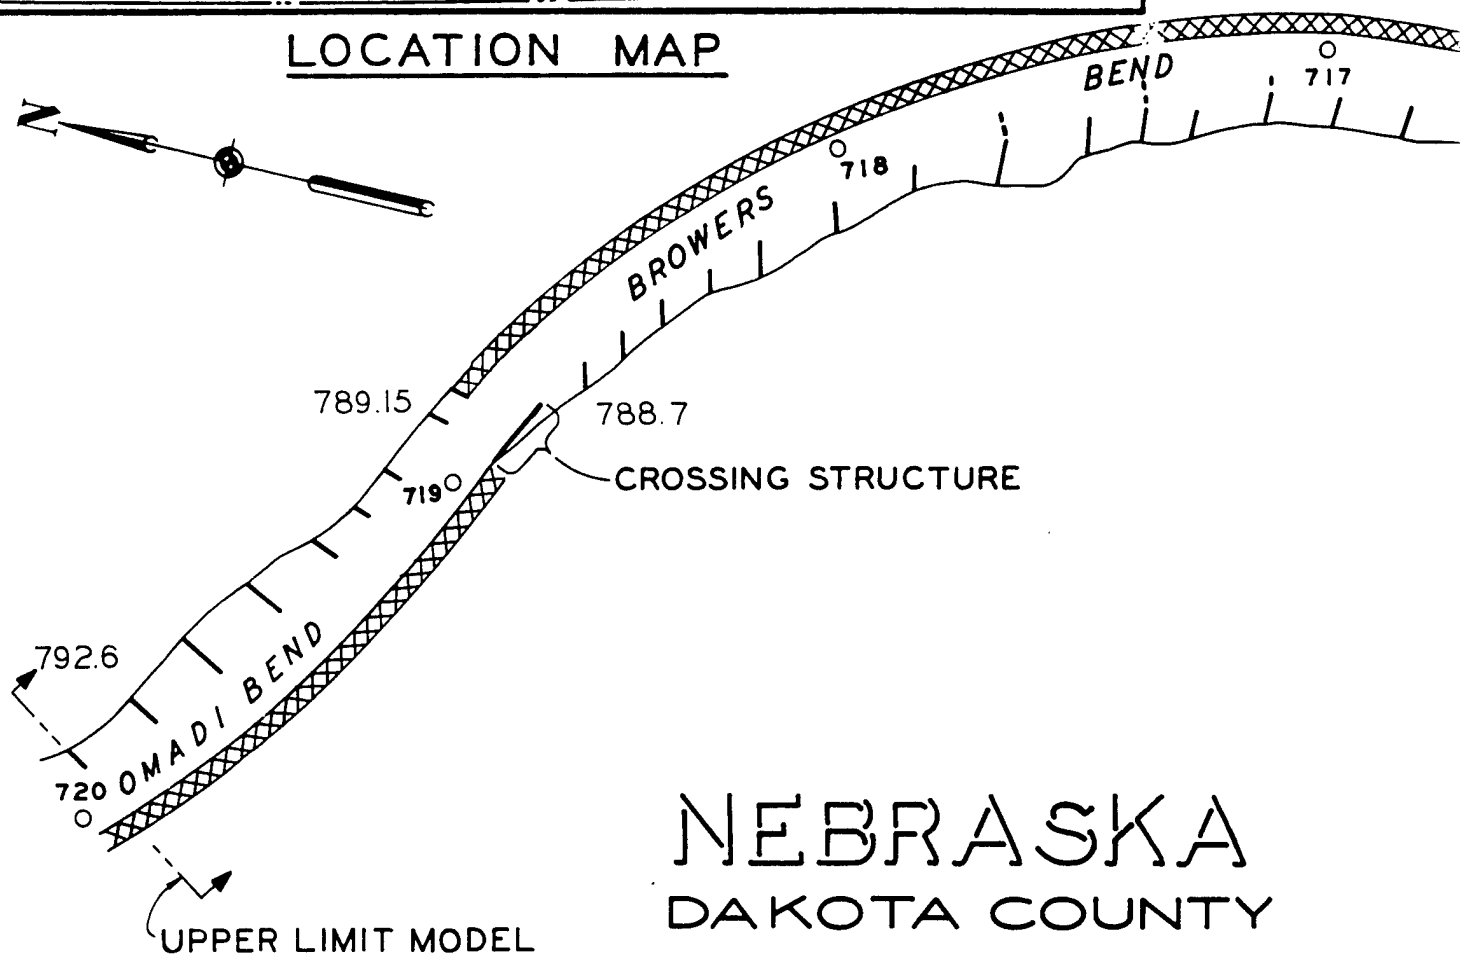 LOCATION MAP
N
BEND
717
718
BROWERS
789.15
788.7
CROSSING STRUCTURE
719
792.6
OMADI BEND
720
NEBRASKA
DAKOTA COUNTY
UPPER LIMIT MODEL